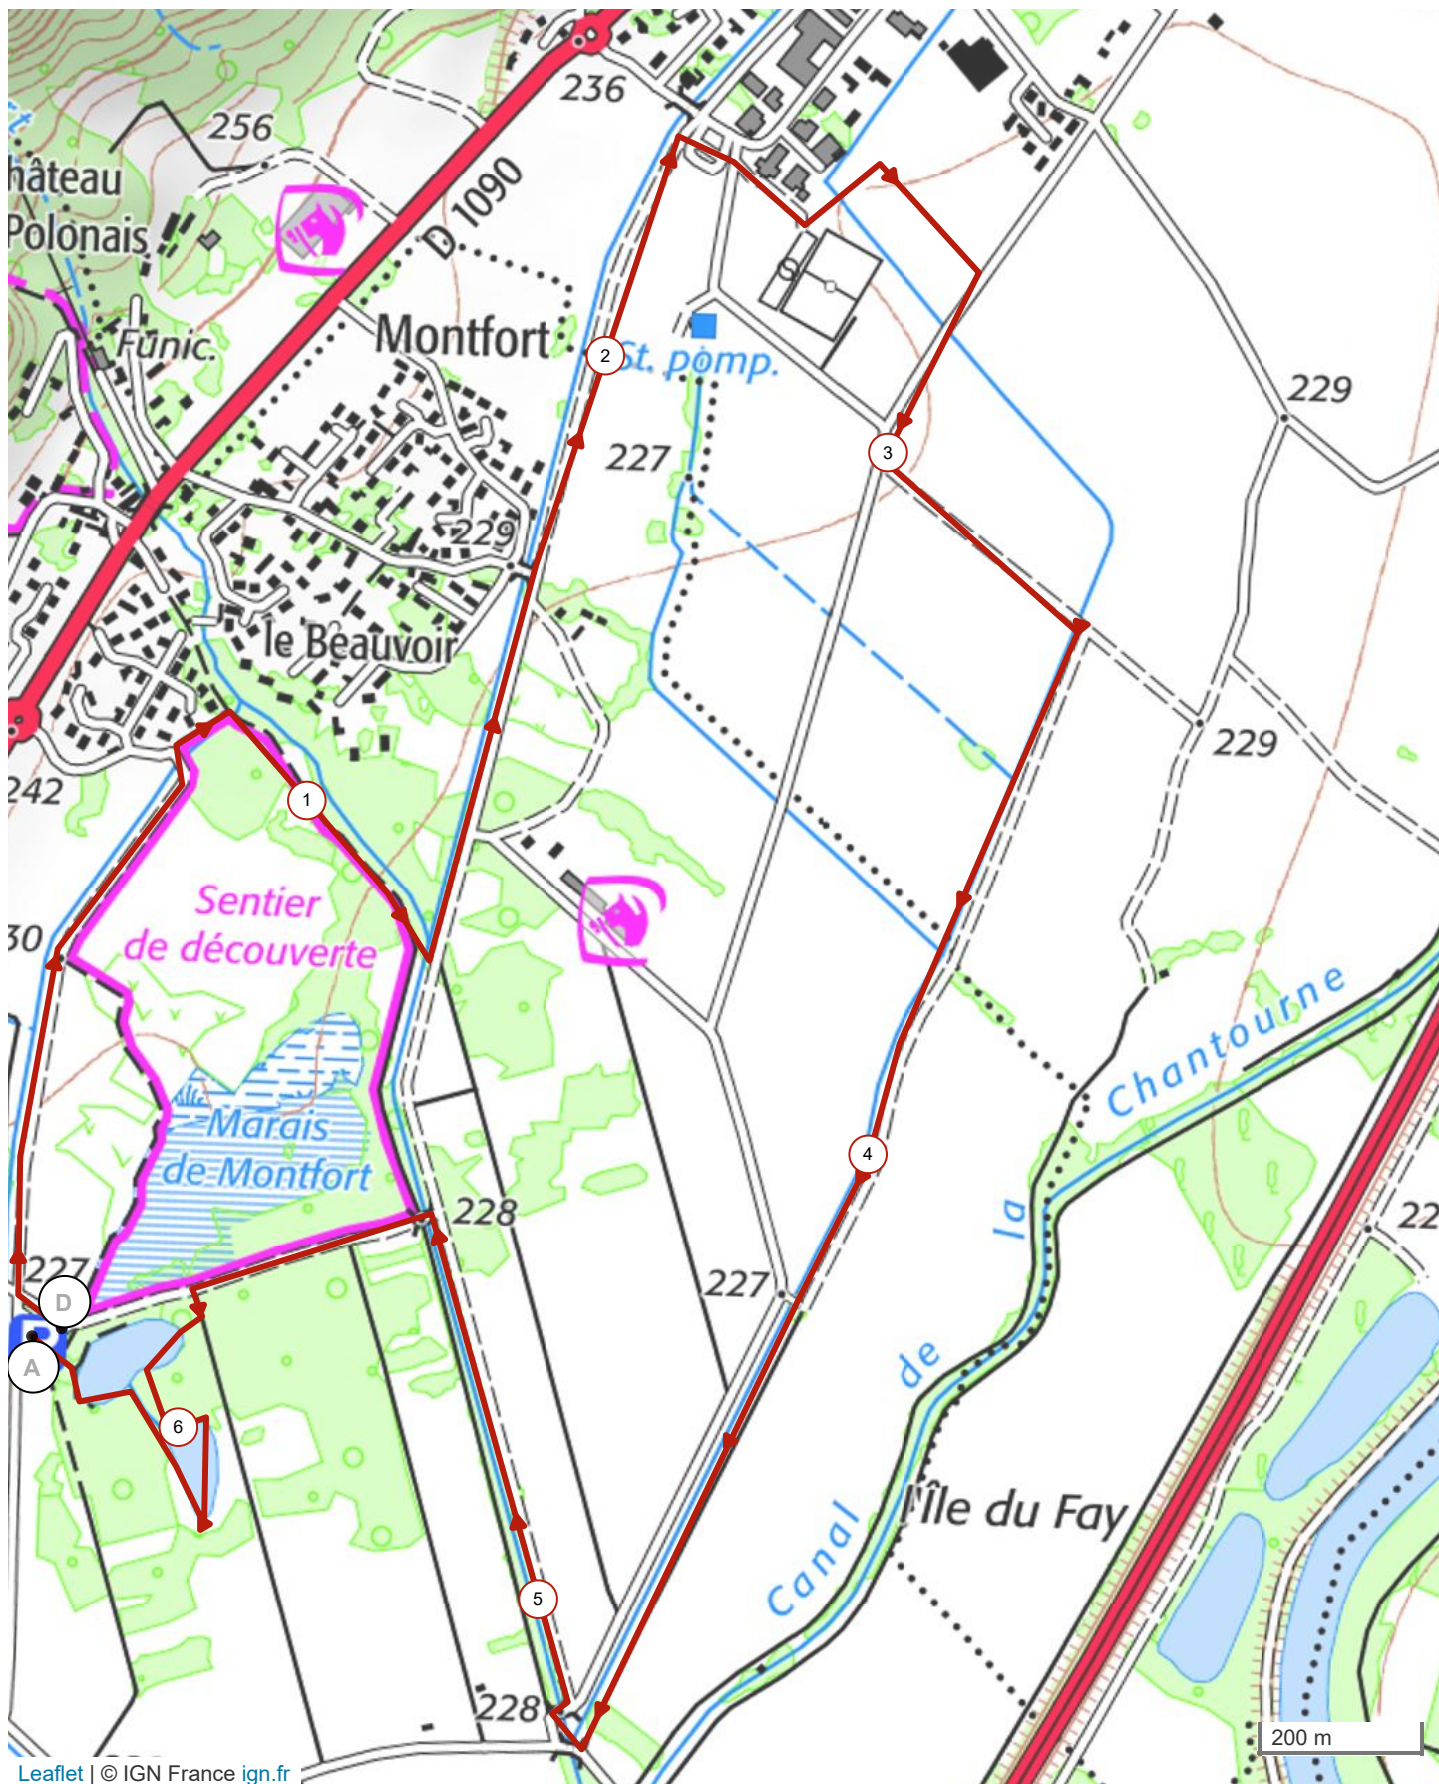 236
256
hâteau
Polonais
D 1090
Funic.
Montfort
2
St. pomp.
229
227
3
229
le Beauvoir
229
242
1
Sentier
de découverte
30
Marais
de Montfort
Canal de la Chantourne
4
228
22
227
227
D
P
A
6
l'Île du Fay
5
228
200 m
Leaflet | © IGN France ign.fr